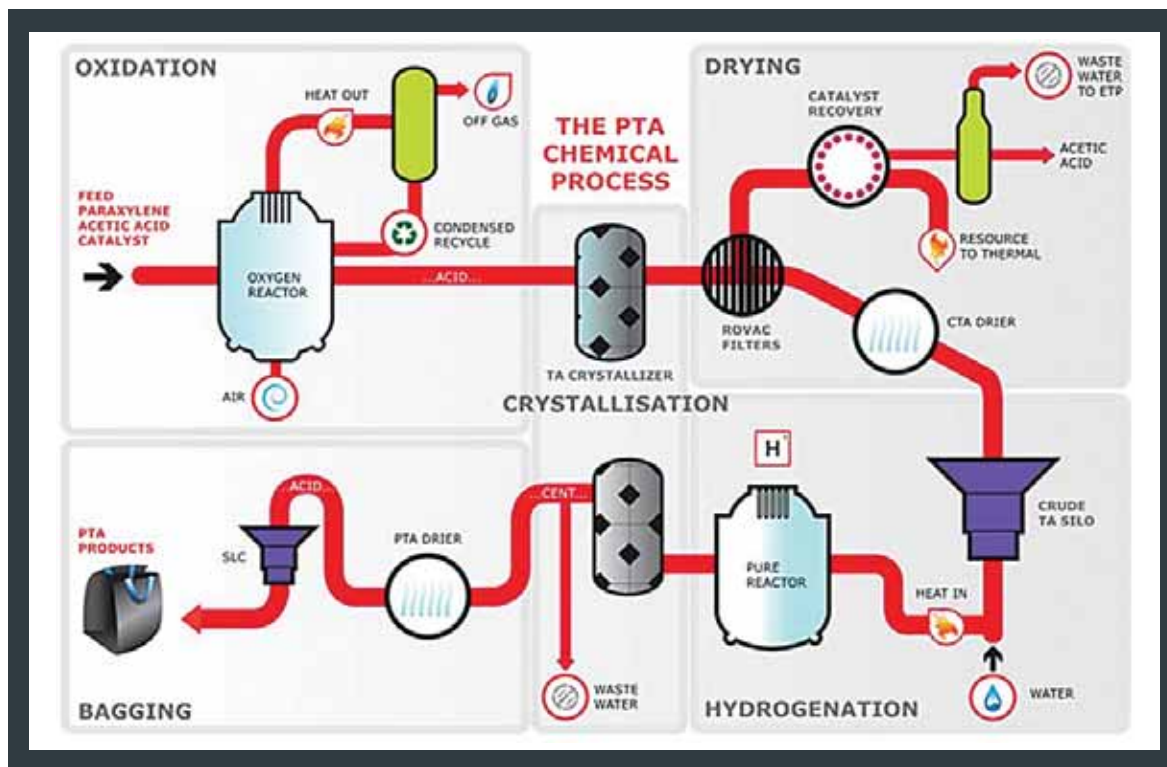 OXIDATION
HEAT OUT
OFF GAS
FEED
PARAXYLENE
ACETIC ACID
CATALYST
CONDENSED
RECYCLE
OXYGEN
REACTOR
...ACID...
AIR
THE PTA
CHEMICAL
PROCESS
TA CRYSTALLIZER
CRYSTALLISATION
DRYING
CATALYST
RECOVERY
WASTE
WATER
TO ETP
ACETIC
ACID
RESOURCE
TO THERMAL
ROVAC
FILTERS
CTA DRIER
CRUDE
TA SILO
H
PURE
REACTOR
HEAT IN
WATER
HYDROGENATION
...CENT...
WASTE
WATER
...ACID...
PTA DRIER
SLC
PTA
PRODUCTS
BAGGING